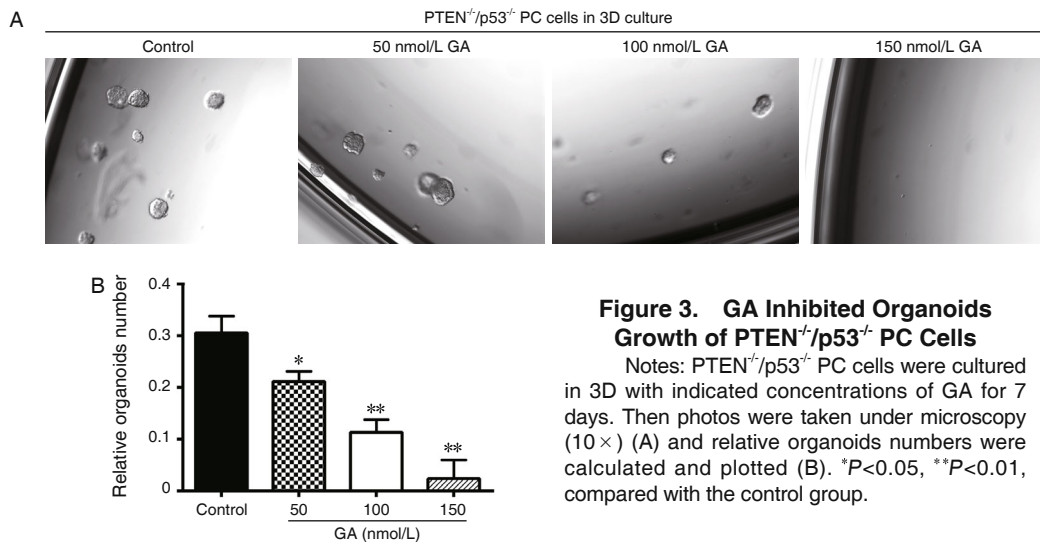 A
PTEN-/-/p53-/- PC cells in 3D culture
Control 50 nmol/L GA 100 nmol/L GA 150 nmol/L GA
B
Relative organoids number
0.4
0.3
0.2
0.1
0
*
**
**
Control 50 100 150
GA (nmol/L)
Figure 3. GA Inhibited Organoids
Growth of PTEN-/-/p53-/- PC Cells
Notes: PTEN-/-/p53-/- PC cells were cultured
in 3D with indicated concentrations of GA for 7
days. Then photos were taken under microscopy
(10×) (A) and relative organoids numbers were
calculated and plotted (B). *P<0.05, **P<0.01,
compared with the control group.